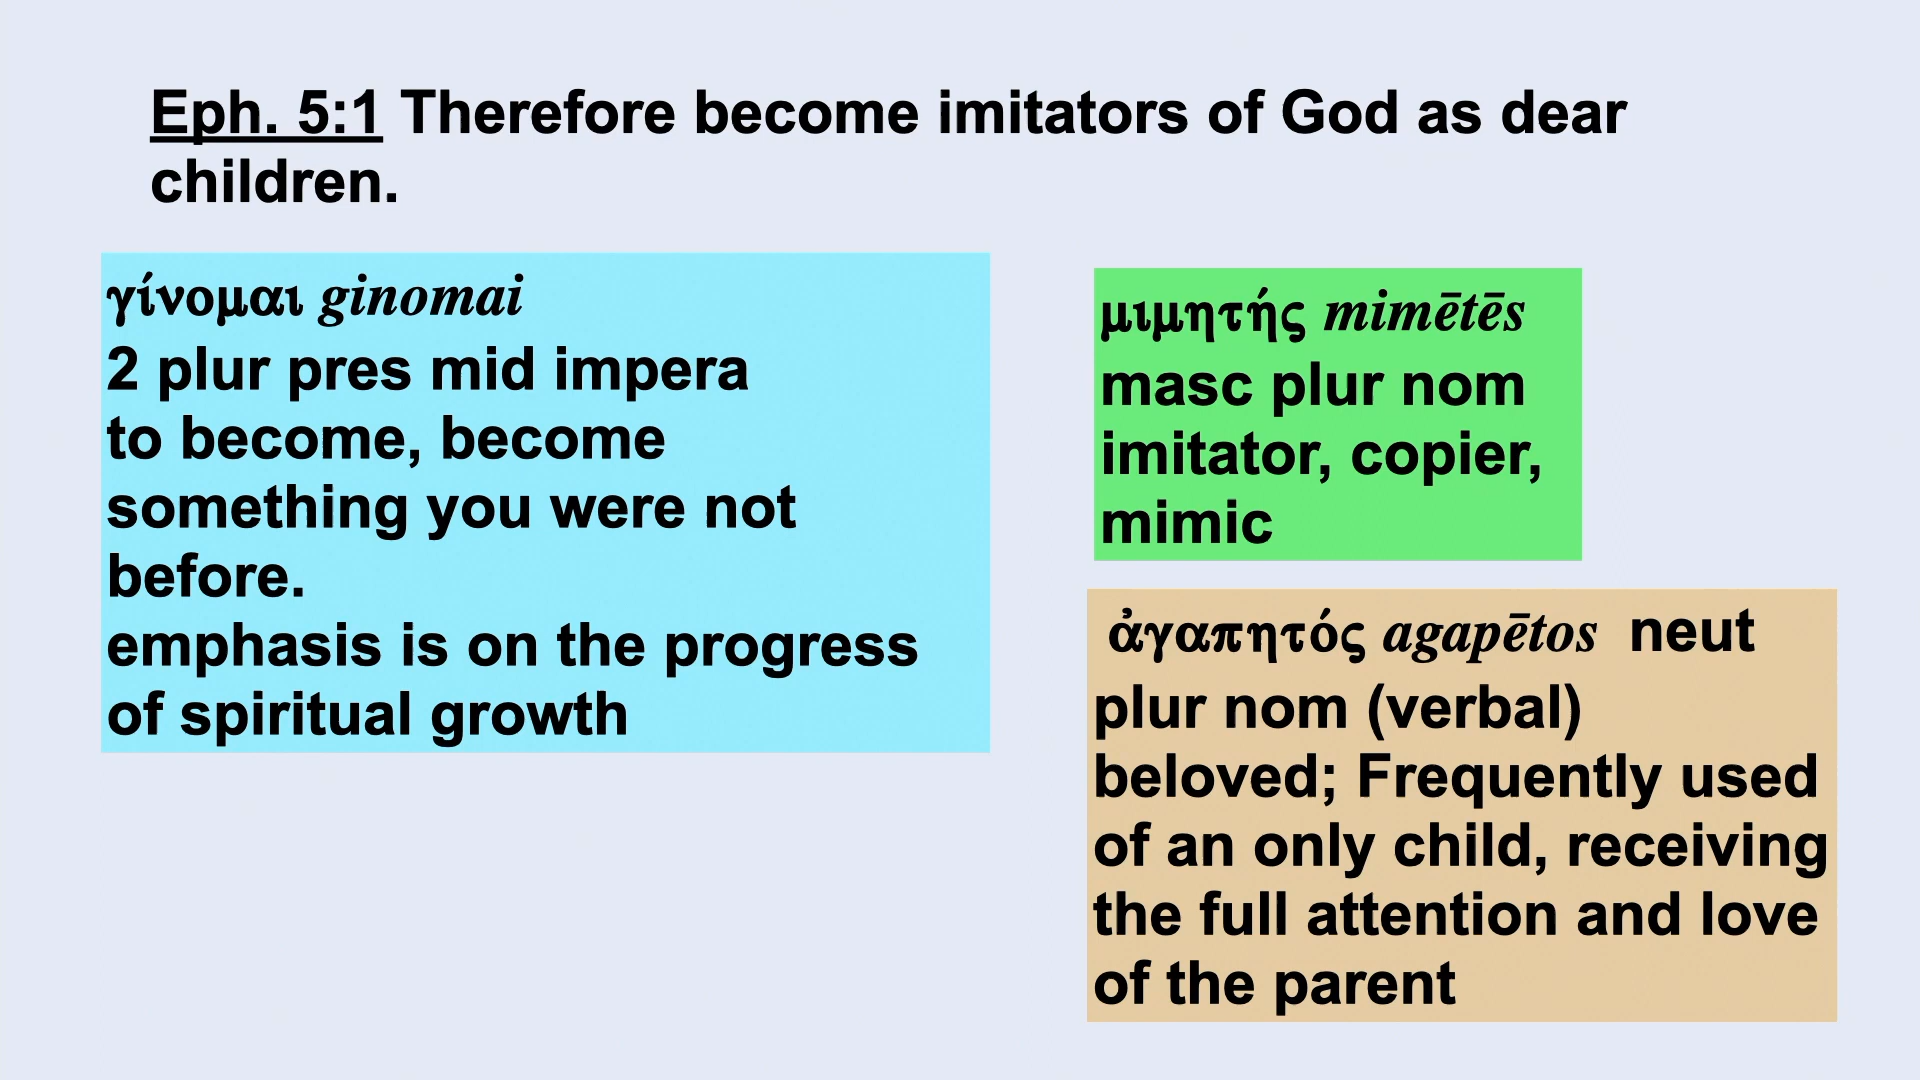 Eph. 5:1 Therefore become imitators of God as dear
children.
γίνομαι ginomai
2 plur pres mid impera
to become, become
something you were not
before.
emphasis is on the progress
of spiritual growth
μιμητής mimētēs
masc plur nom
imitator, copier,
mimic
ἀγαπητός agapētos neut
plur nom (verbal)
beloved; Frequently used
of an only child, receiving
the full attention and love
of the parent